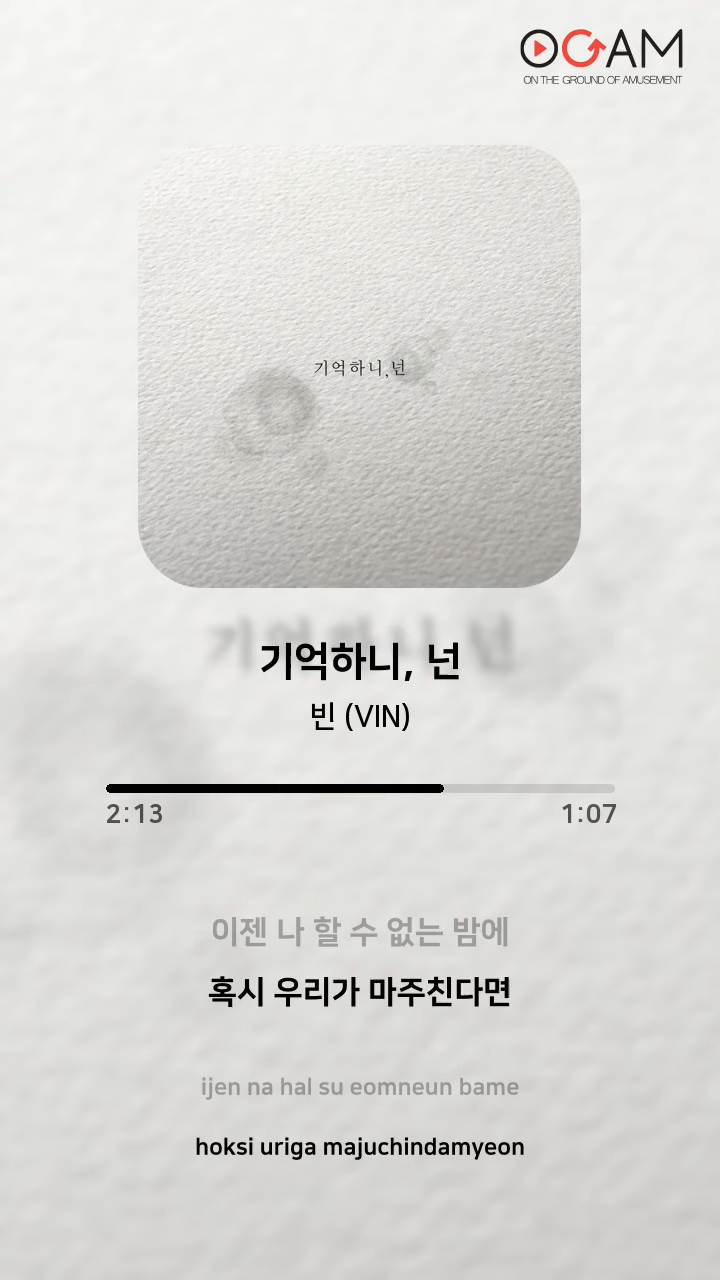 OGAM
ON THE GROUND OF AMUSEMENT
기억하니,넌
기억하니, 넌
빈 (VIN)
2:13
1:07
이젠 나 할 수 없는 밤에
혹시 우리가 마주친다면
ijen na hal su eomneun bame
hoksi uriga majuchindamyeon